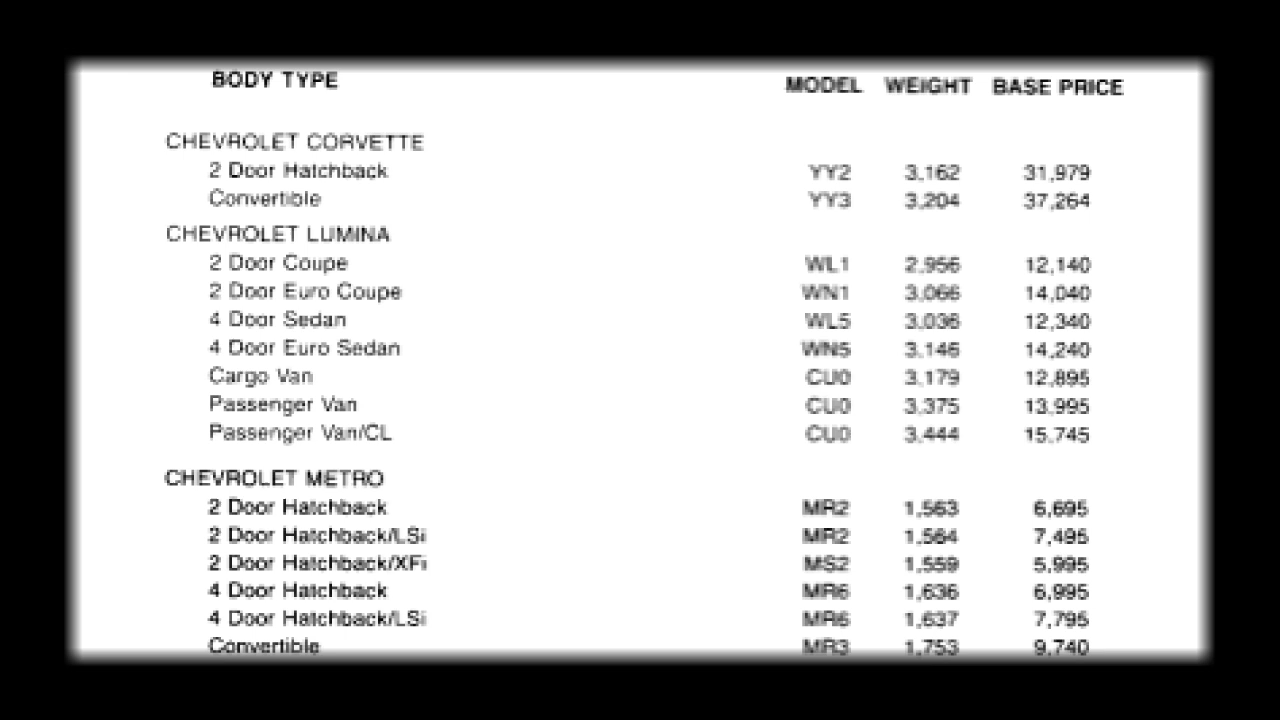 BODY TYPE MODEL WEIGHT BASE PRICE
CHEVROLET CORVETTE
2 Door Hatchback YY2 3,162 31,979
Convertible YY3 3,204 37,264
CHEVROLET LUMINA
2 Door Coupe WL1 2,956 12,140
2 Door Euro Coupe WN1 3,066 14,040
4 Door Sedan WL5 3,036 12,340
4 Door Euro Sedan WN5 3,146 14,240
Cargo Van CU0 3,179 12,895
Passenger Van CU0 3,375 13,995
Passenger Van/CL CU0 3,444 15,745
CHEVROLET METRO
2 Door Hatchback MR2 1,563 6,695
2 Door Hatchback/LSi MR2 1,564 7,495
2 Door Hatchback/XFi MS2 1,559 5,995
4 Door Hatchback MR6 1,636 6,995
4 Door Hatchback/LSi MR6 1,637 7,795
Convertible MR3 1,753 9,740